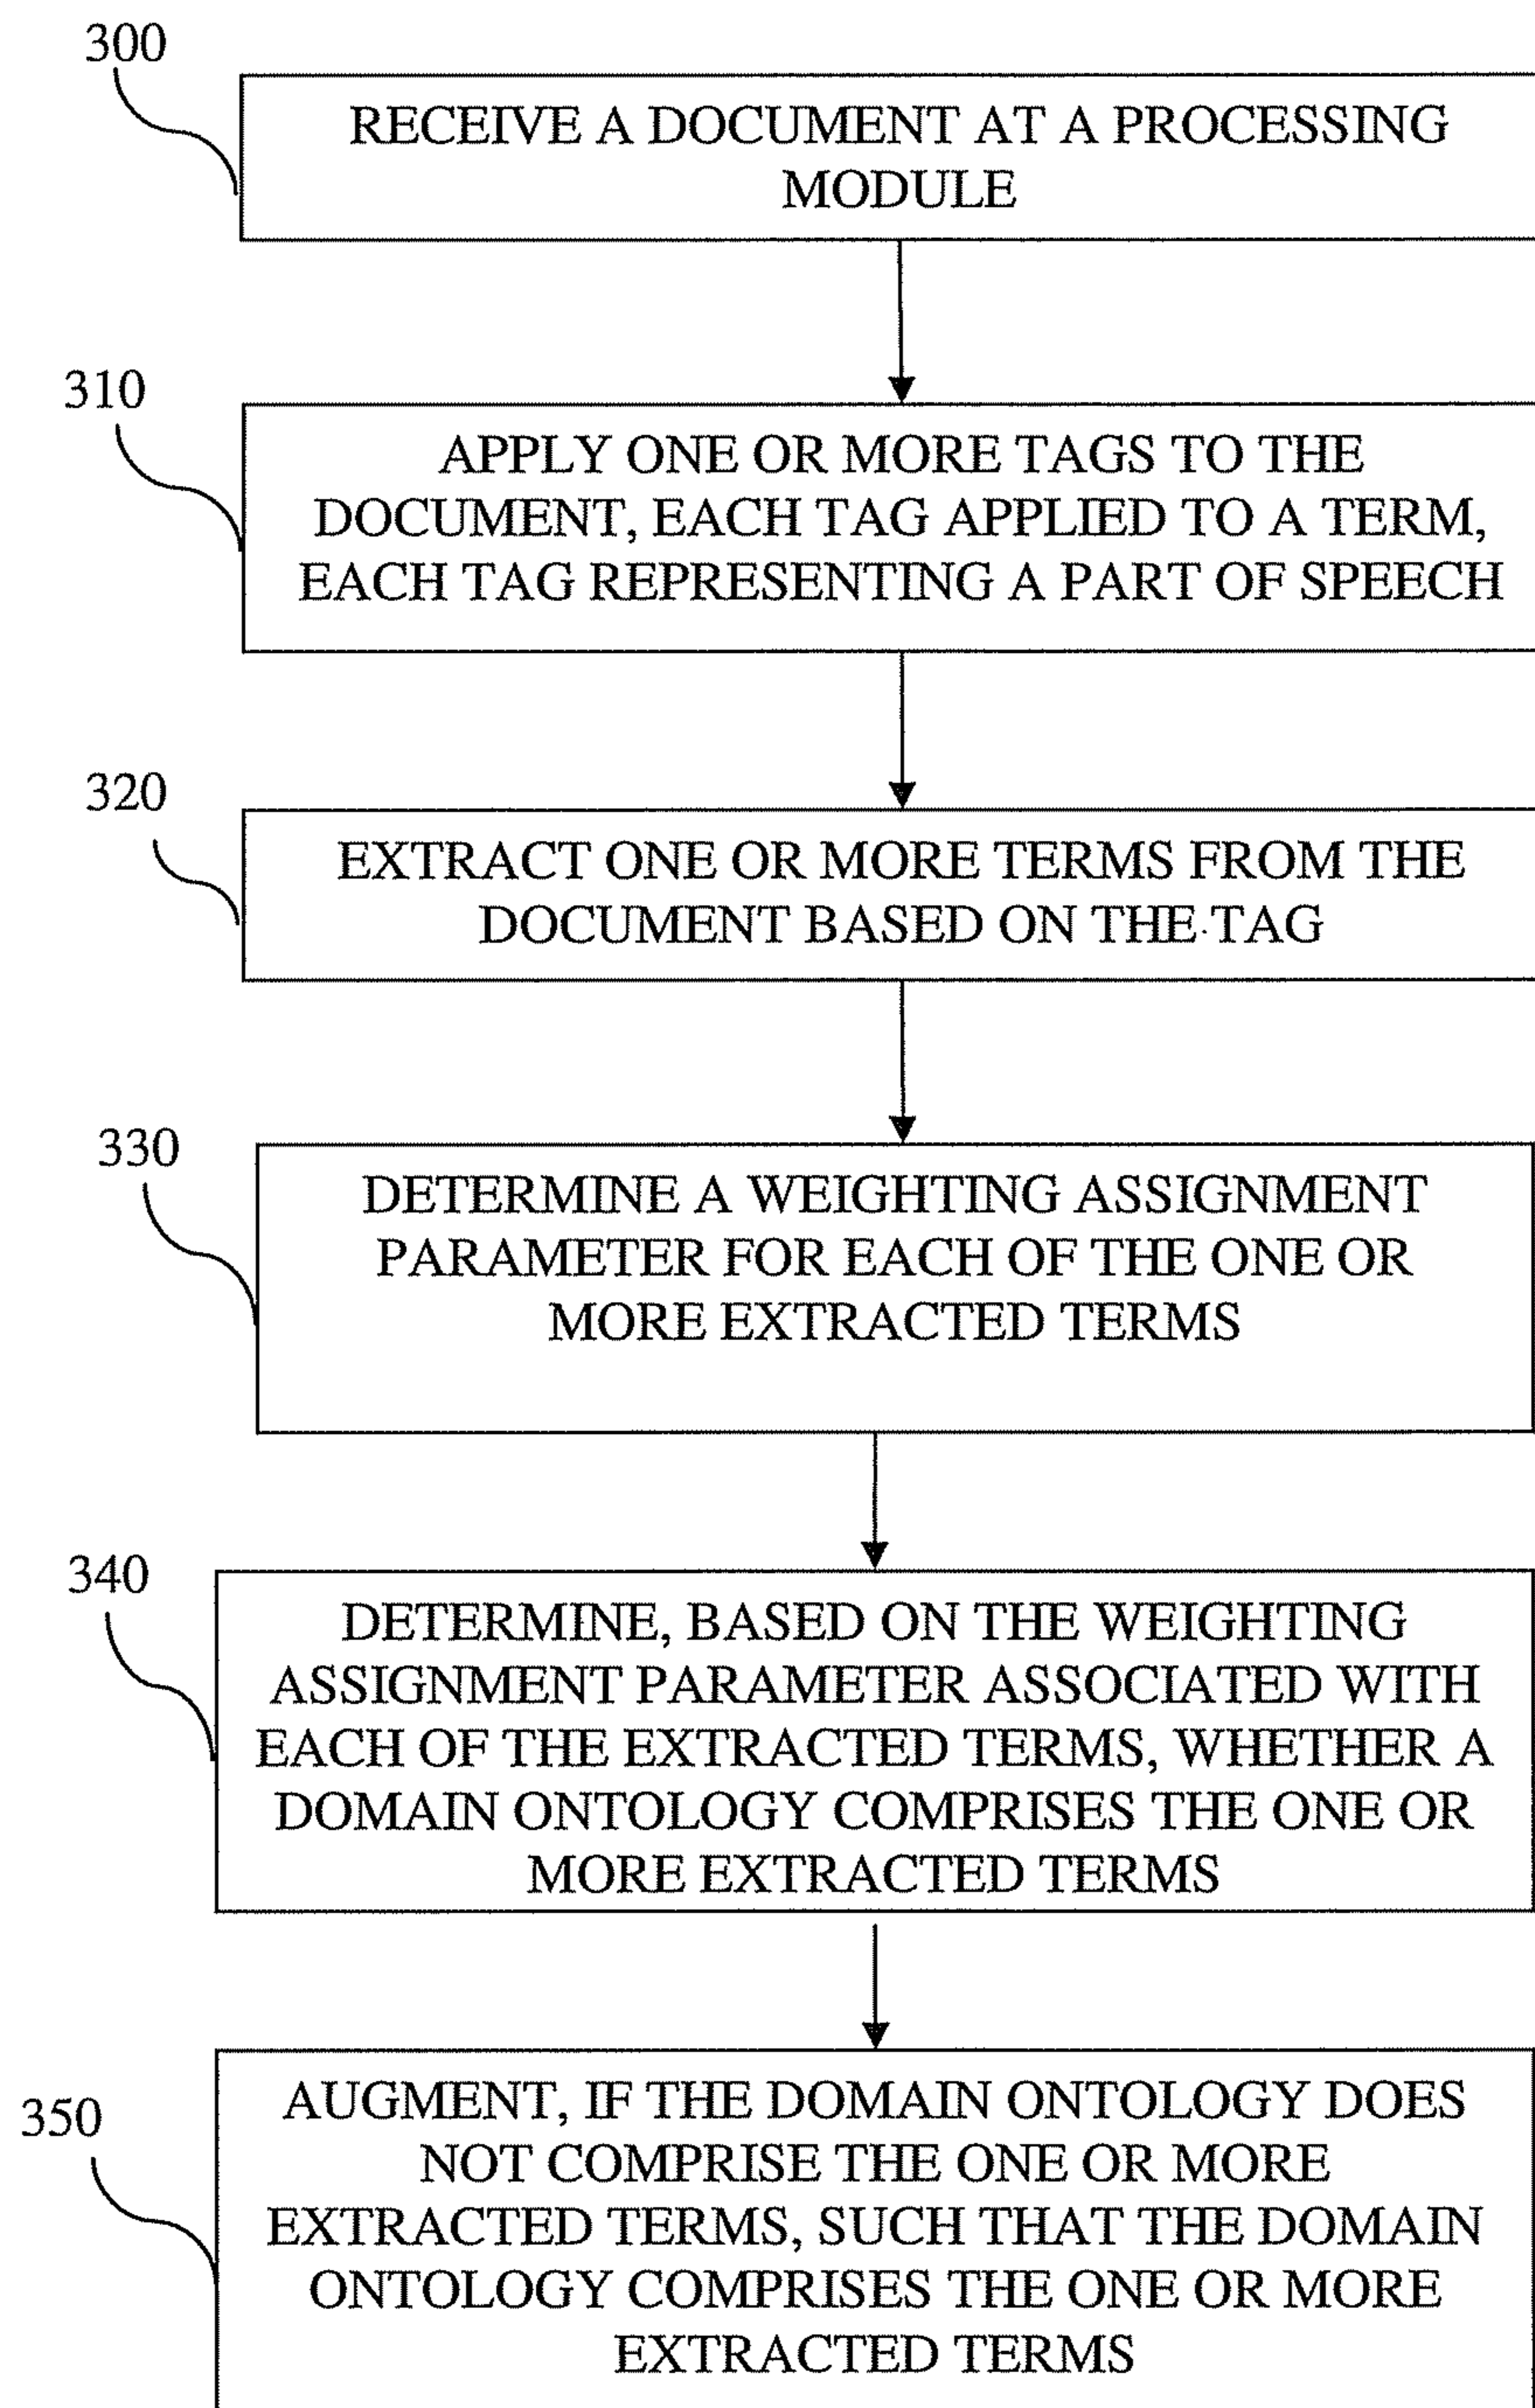 300
RECEIVE A DOCUMENT AT A PROCESSING
MODULE
310
APPLY ONE OR MORE TAGS TO THE
DOCUMENT, EACH TAG APPLIED TO A TERM,
EACH TAG REPRESENTING A PART OF SPEECH
320
EXTRACT ONE OR MORE TERMS FROM THE
DOCUMENT BASED ON THE TAG
330
DETERMINE A WEIGHTING ASSIGNMENT
PARAMETER FOR EACH OF THE ONE OR
MORE EXTRACTED TERMS
340
DETERMINE, BASED ON THE WEIGHTING
ASSIGNMENT PARAMETER ASSOCIATED WITH
EACH OF THE EXTRACTED TERMS, WHETHER A
DOMAIN ONTOLOGY COMPRISES THE ONE OR
MORE EXTRACTED TERMS
350
AUGMENT, IF THE DOMAIN ONTOLOGY DOES
NOT COMPRISE THE ONE OR MORE
EXTRACTED TERMS, SUCH THAT THE DOMAIN
ONTOLOGY COMPRISES THE ONE OR MORE
EXTRACTED TERMS